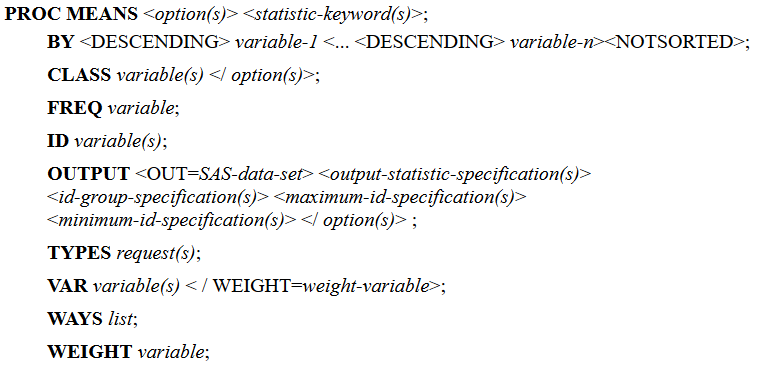 PROC MEANS <option(s)> <statistic-keyword(s)>;
BY <DESCENDING> variable-1 <... <DESCENDING> variable-n><NOTSORTED>;
CLASS variable(s) </ option(s)>;
FREQ variable;
ID variable(s);
OUTPUT <OUT=SAS-data-set> <output-statistic-specification(s)>
<id-group-specification(s)> <maximum-id-specification(s)>
<minimum-id-specification(s)> </ option(s)> ;
TYPES request(s);
VAR variable(s) < / WEIGHT=weight-variable>;
WAYS list;
WEIGHT variable;